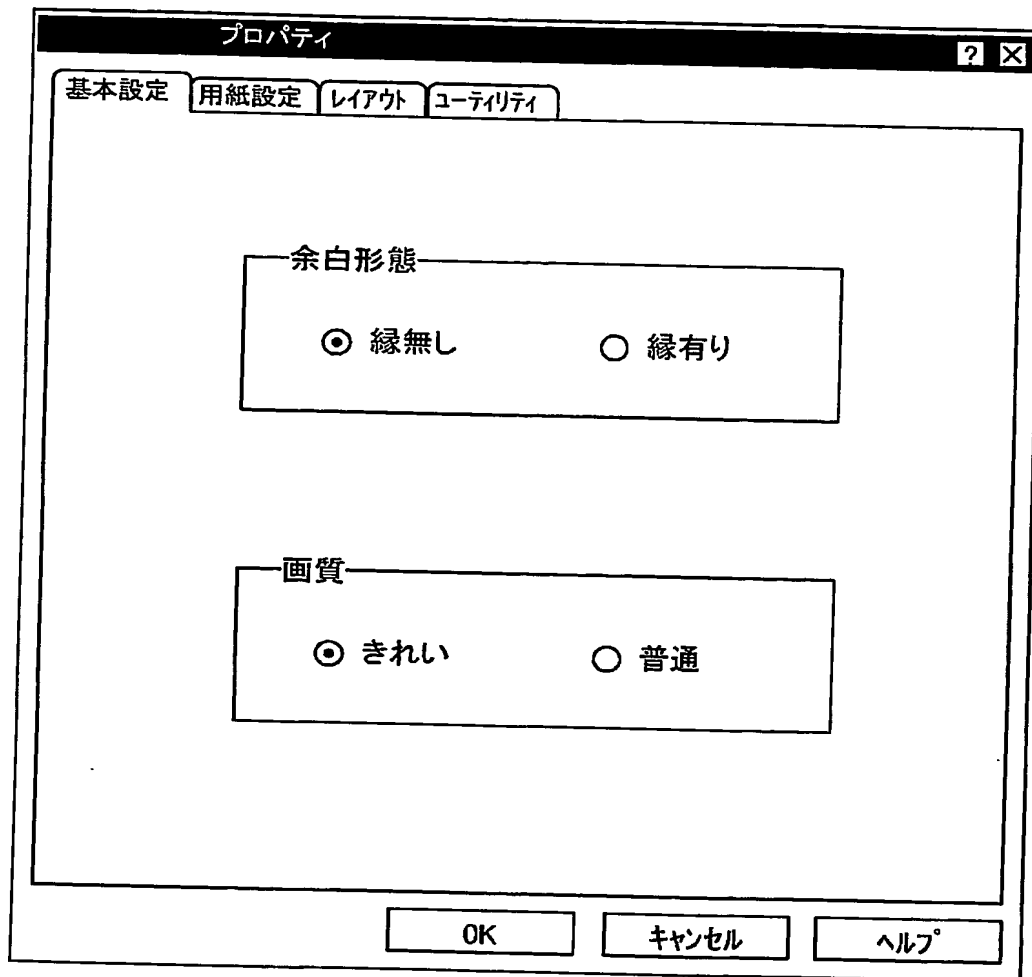 プロパティ ?
基本設定 用紙設定 レイアウト ユーティリティ
余白形態
縁無し 縁有り
画質
きれい 普通
OK キャンセル ヘルプ